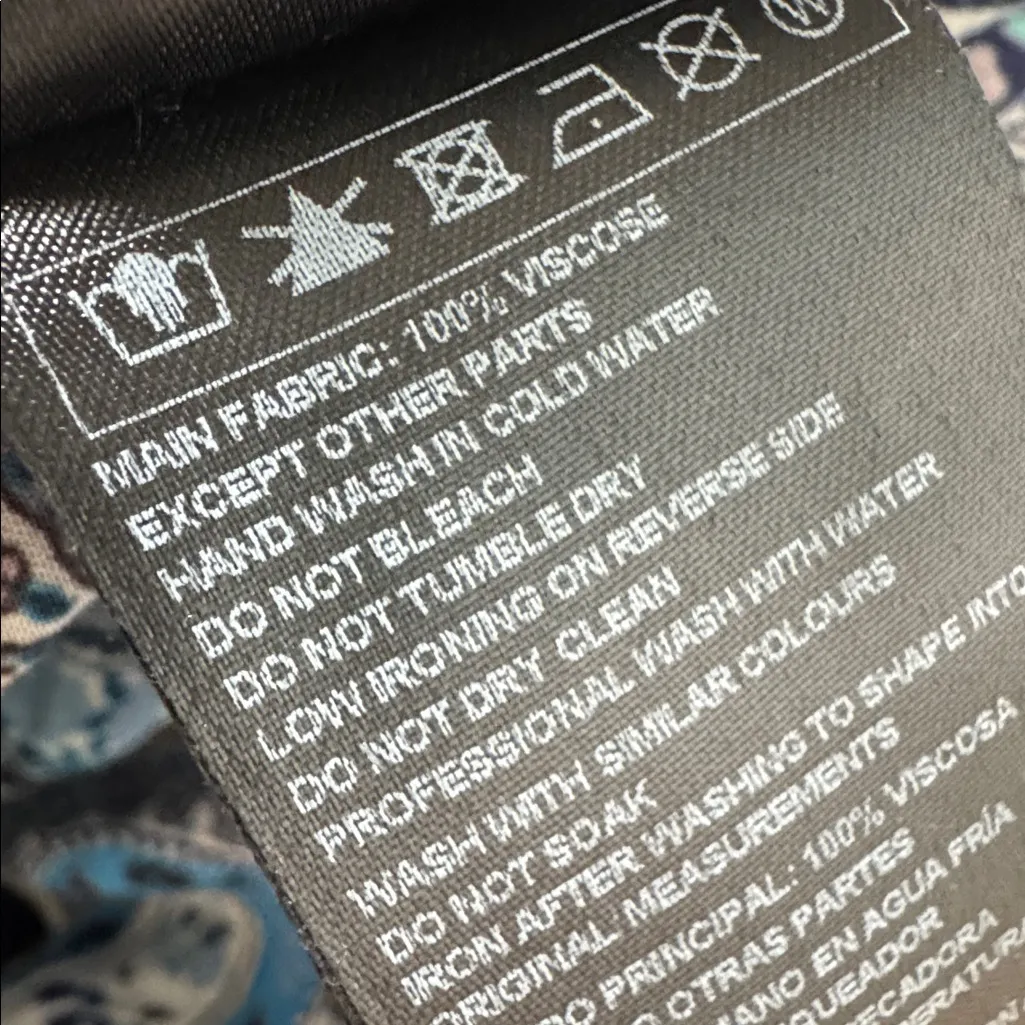 W
MAIN FABRIC: 100% VISCOSE
EXCEPT OTHER PARTS
HAND WASH IN COLD WATER
DO NOT BLEACH
DO NOT TUMBLE DRY
LOW IRONING ON REVERSE SIDE
DO NOT DRY CLEAN
PROFESSIONAL WASH WITH WATER
WASH WITH SIMILAR COLOURS
DO NOT SOAK
IRON AFTER WASHING TO SHAPE INTO
ORIGINAL MEASUREMENTS
PRINCIPAL: 100% VISCOSA
OTRAS PARTES
EN AGUA FRÍA